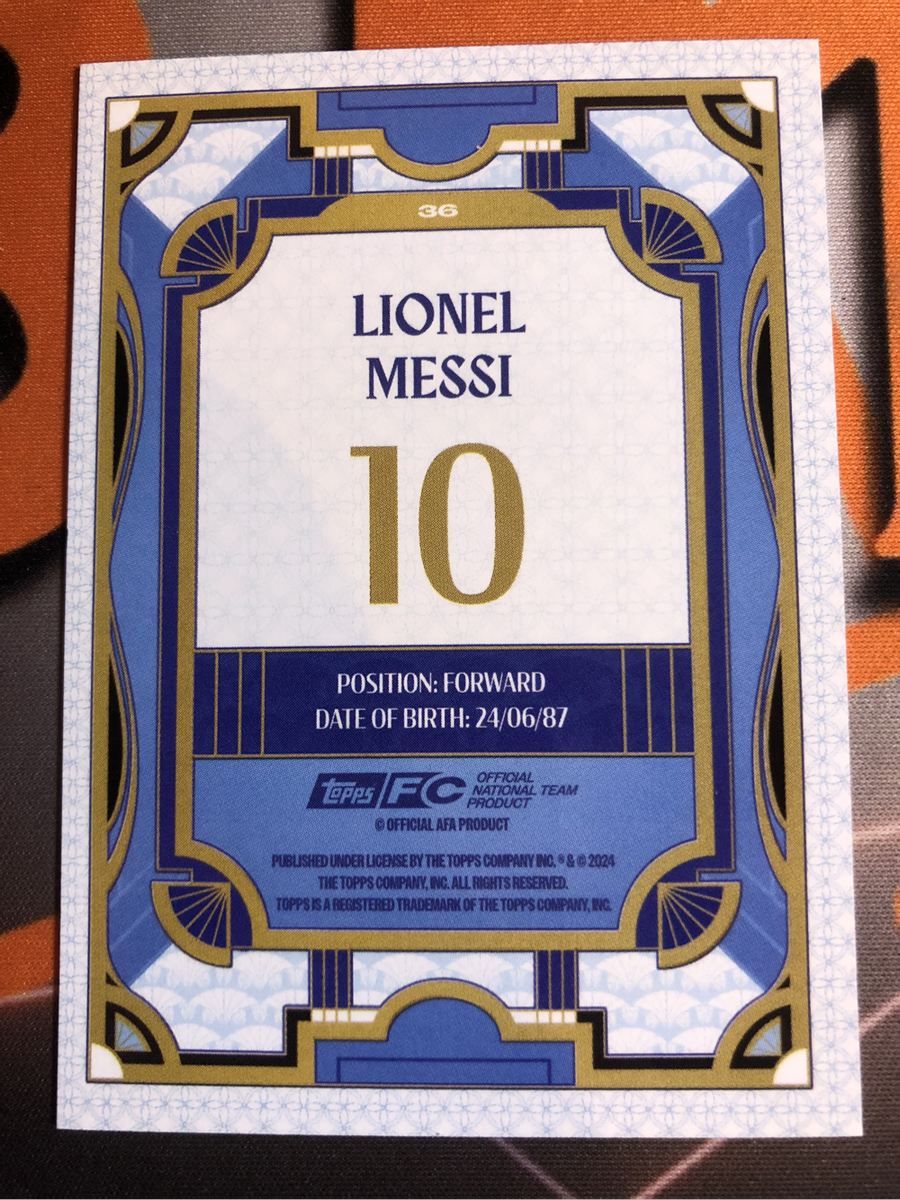 36
LIONEL
MESSI
10
POSITION: FORWARD
DATE OF BIRTH: 24/06/87
topps FC OFFICIAL
NATIONAL TEAM
PRODUCT
© OFFICIAL AFA PRODUCT
PUBLISHED UNDER LICENSE BY THE TOPPS COMPANY INC. ® & © 2024
THE TOPPS COMPANY, INC. ALL RIGHTS RESERVED.
TOPPS IS A REGISTERED TRADEMARK OF THE TOPPS COMPANY, INC.